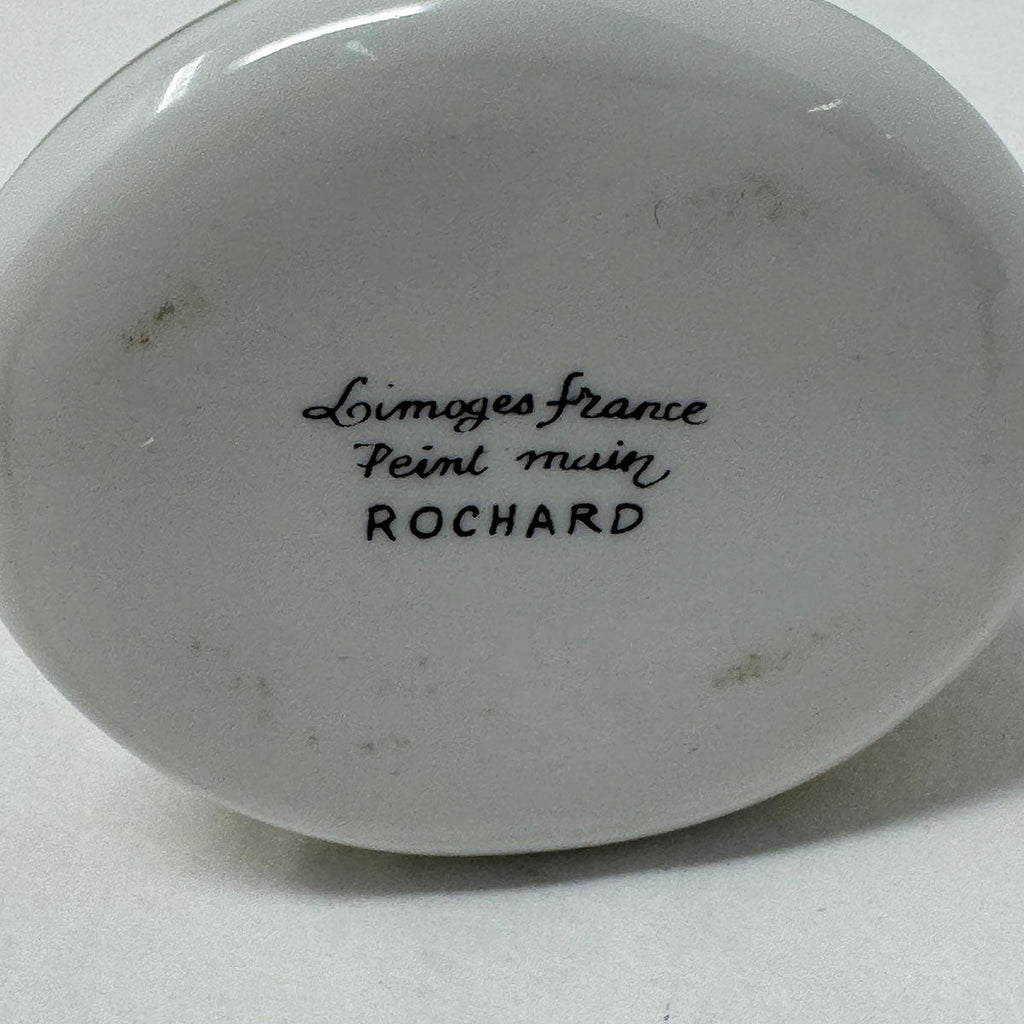 Limoges france
Peint main
ROCHARD